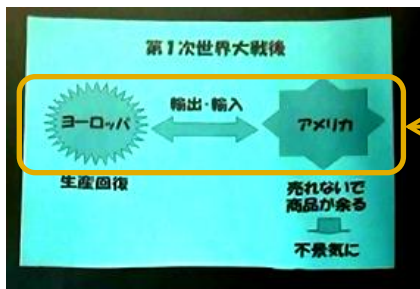 第1次世界大戦後
ヨーロッパ
輸出・輸入
アメリカ
生産回復
売れないで
商品が余る
不景気に